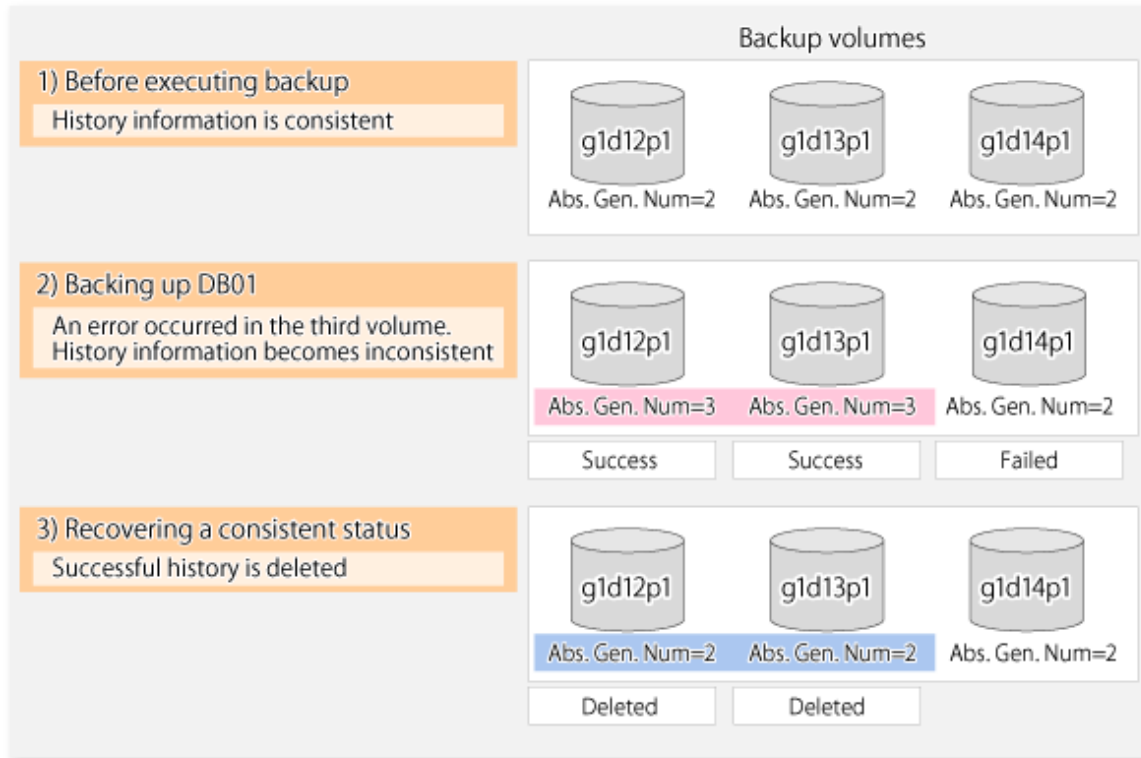 Backup volumes
1) Before executing backup
History information is consistent
g1d12p1
g1d13p1
g1d14p1
Abs. Gen. Num=2
Abs. Gen. Num=2
Abs. Gen. Num=2
2) Backing up DB01
An error occurred in the third volume.
History information becomes inconsistent
g1d12p1
g1d13p1
g1d14p1
Abs. Gen. Num=3
Abs. Gen. Num=3
Abs. Gen. Num=2
Success
Success
Failed
3) Recovering a consistent status
Successful history is deleted
g1d12p1
g1d13p1
g1d14p1
Abs. Gen. Num=2
Abs. Gen. Num=2
Abs. Gen. Num=2
Deleted
Deleted